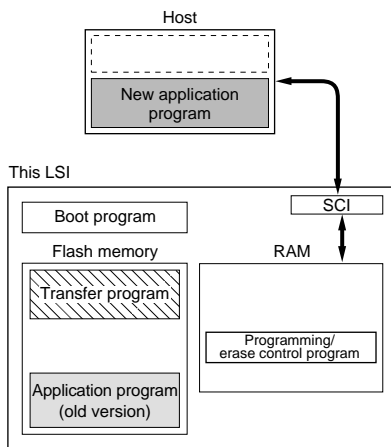 Host
New application
program
This LSI
SCI
Boot program
Flash memory
RAM
Transfer program
Programming/
erase control program
Application program
(old version)